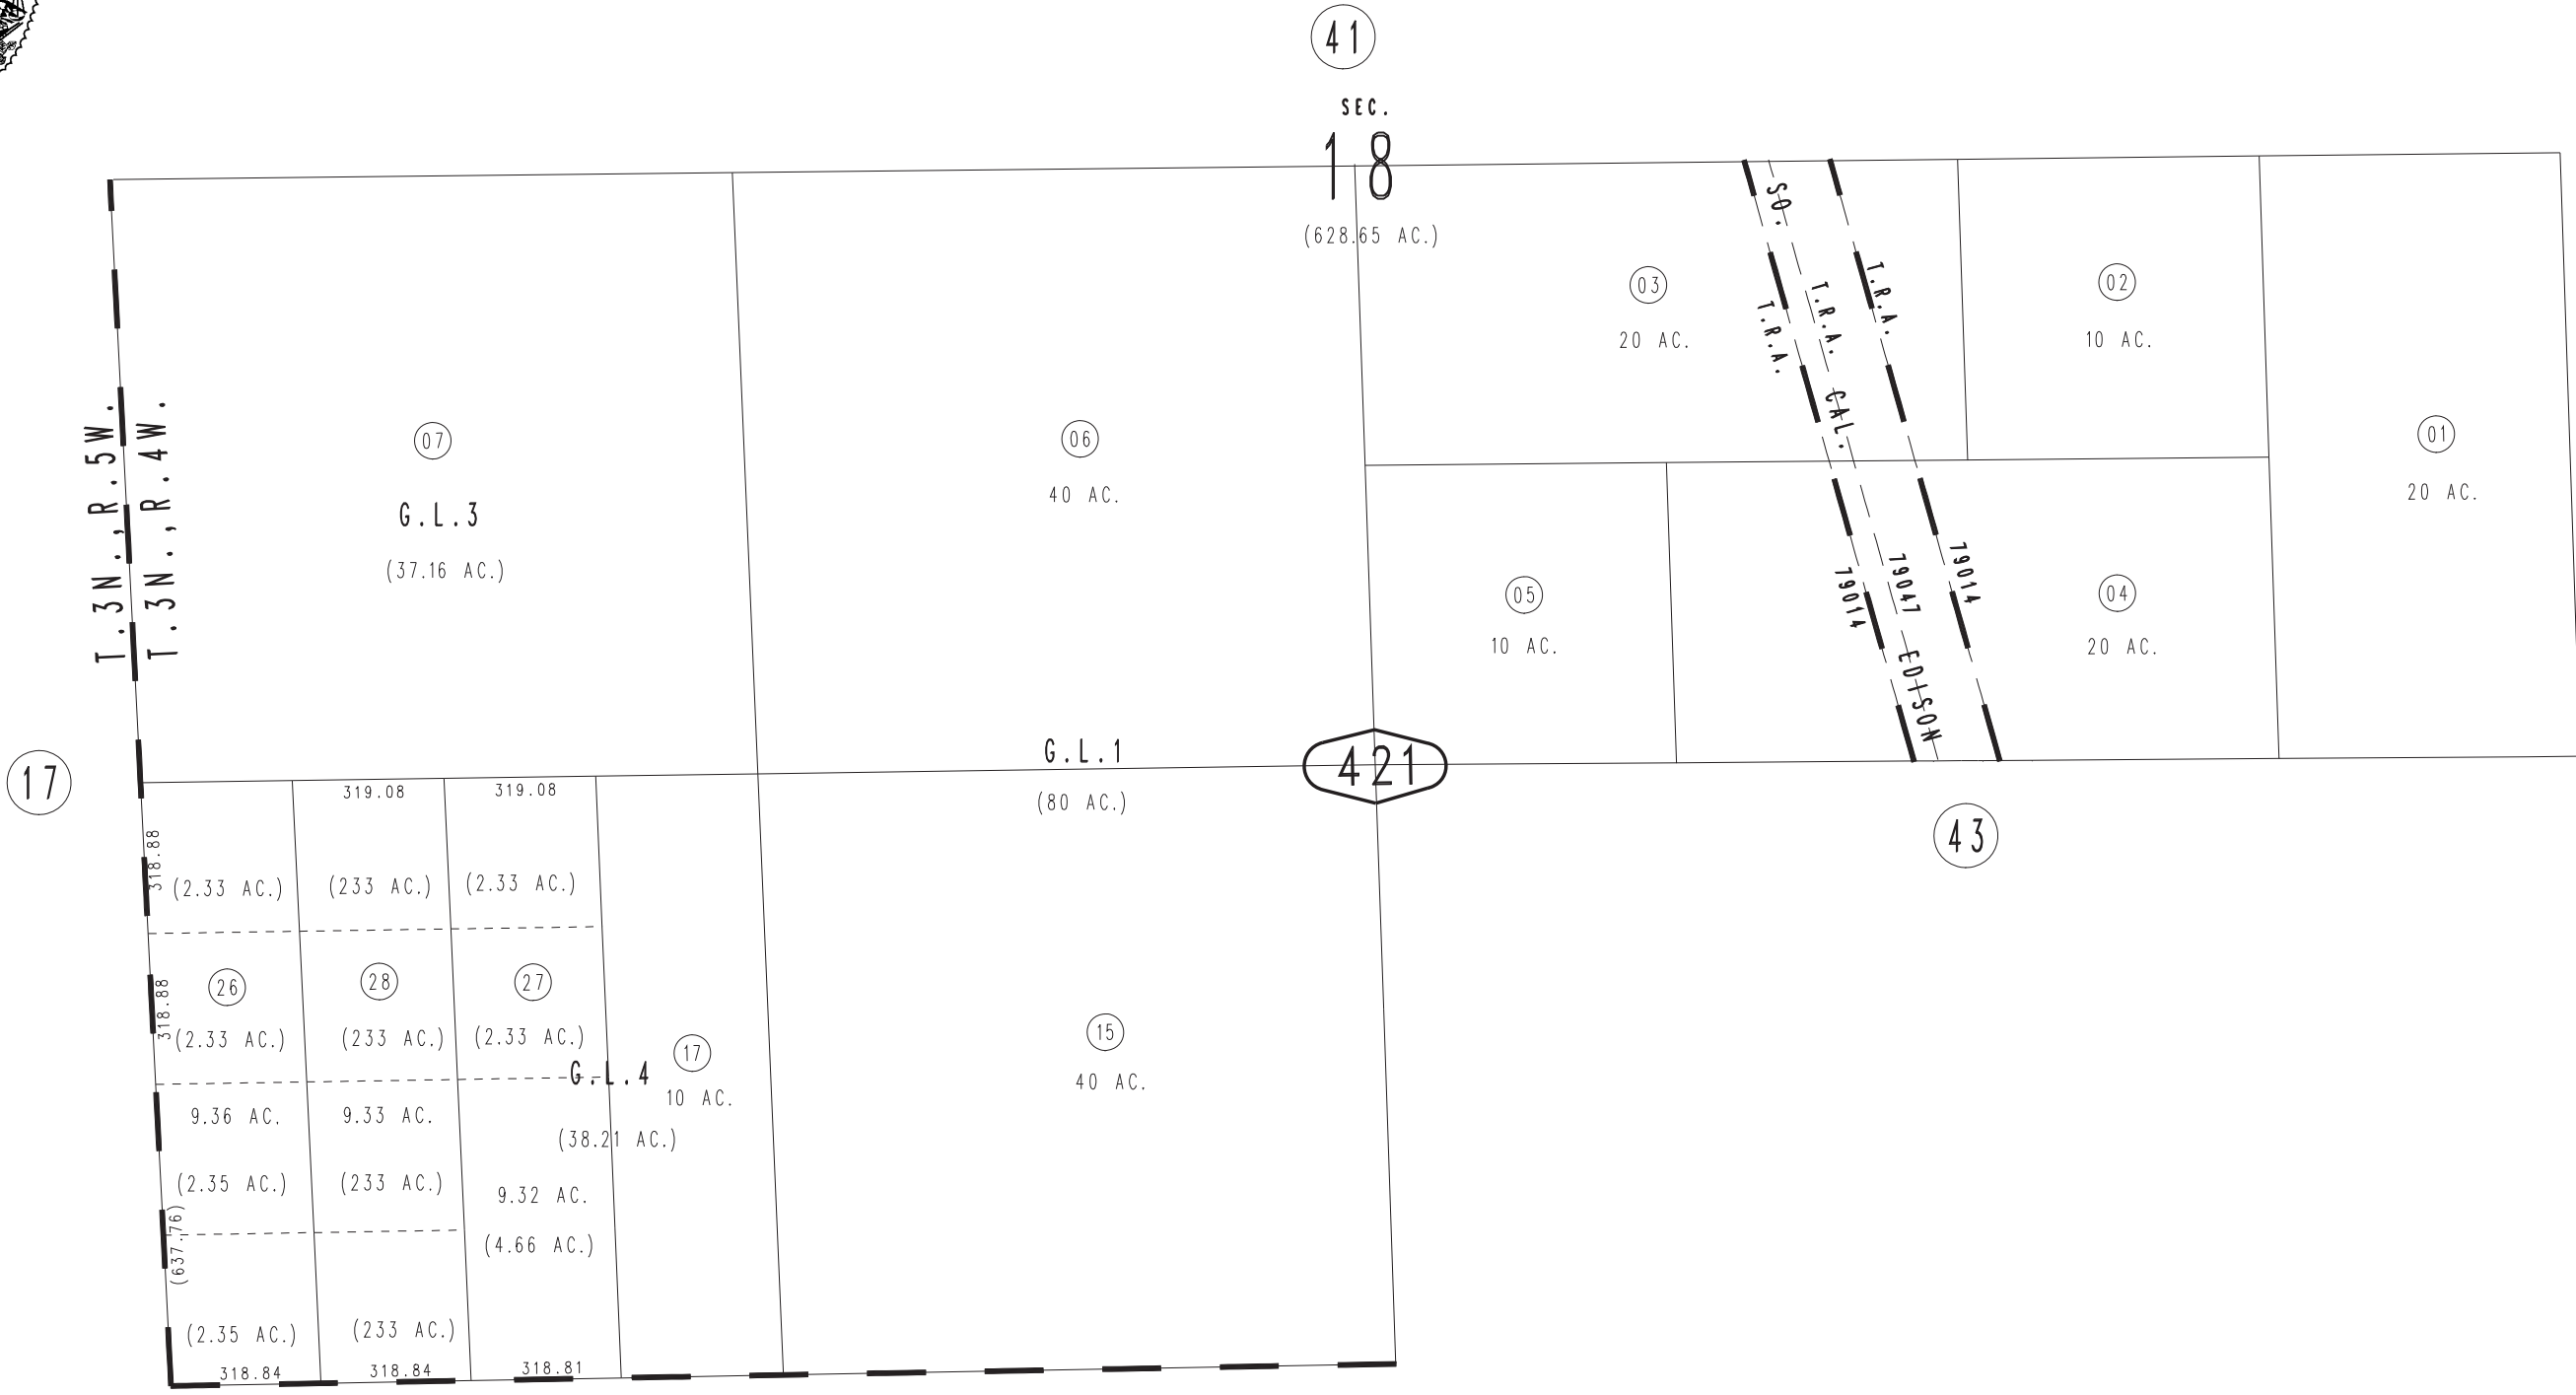 41
SEC.
18
(628.65 AC.)
T.3N.,R.5W.
T.3N.,R.4W.
07
G.L.3
(37.16 AC.)
06
40 AC.
03
20 AC.
SO. CAL. EDISON
T.R.A. 79014
T.R.A. 79047
T.R.A. 79014
02
10 AC.
01
20 AC.
05
10 AC.
04
20 AC.
17
G.L.1
(80 AC.)
421
43
319.08
319.08
318.88
(2.33 AC.)
(233 AC.)
(2.33 AC.)
318.88
26
28
27
(2.33 AC.)
(233 AC.)
(2.33 AC.)
G.L.4
(38.21 AC.)
17
10 AC.
15
40 AC.
9.36 AC.
9.33 AC.
(2.35 AC.)
(233 AC.)
9.32 AC.
(637.76)
(4.66 AC.)
(2.35 AC.)
(233 AC.)
318.84
318.84
318.81